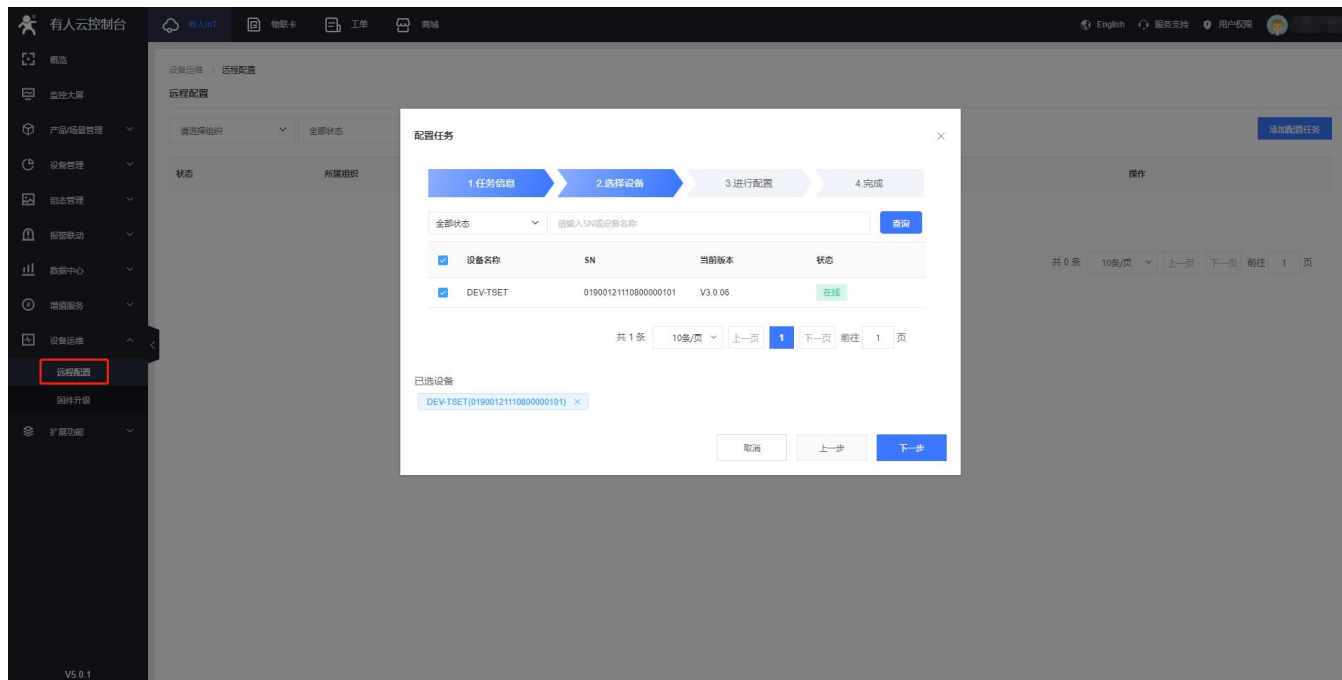 有人云控制台
有人IoT
物联卡
工单
商城
English
服务支持
用户权限
概览
监控大屏
产品/场景管理
设备管理
组态管理
报警联动
数据中心
增值服务
设备运维
远程配置
固件升级
扩展功能
V5.0.1
设备运维 > 远程配置
远程配置
请选择组织
全部状态
添加配置任务
状态
所属组织
操作
共 0 条 10条/页 上一页 下一页 前往 1 页
配置任务
1.任务信息
2.选择设备
3.进行配置
4.完成
全部状态
请输入SN或设备名称
查询
设备名称 SN 当前版本 状态
DEV-TSET 01900121110800000101 V3.0.06 在线
共 1 条 10条/页 上一页 1 下一页 前往 1 页
已选设备
DEV-TSET(01900121110800000101) ×
取消
上一步
下一步